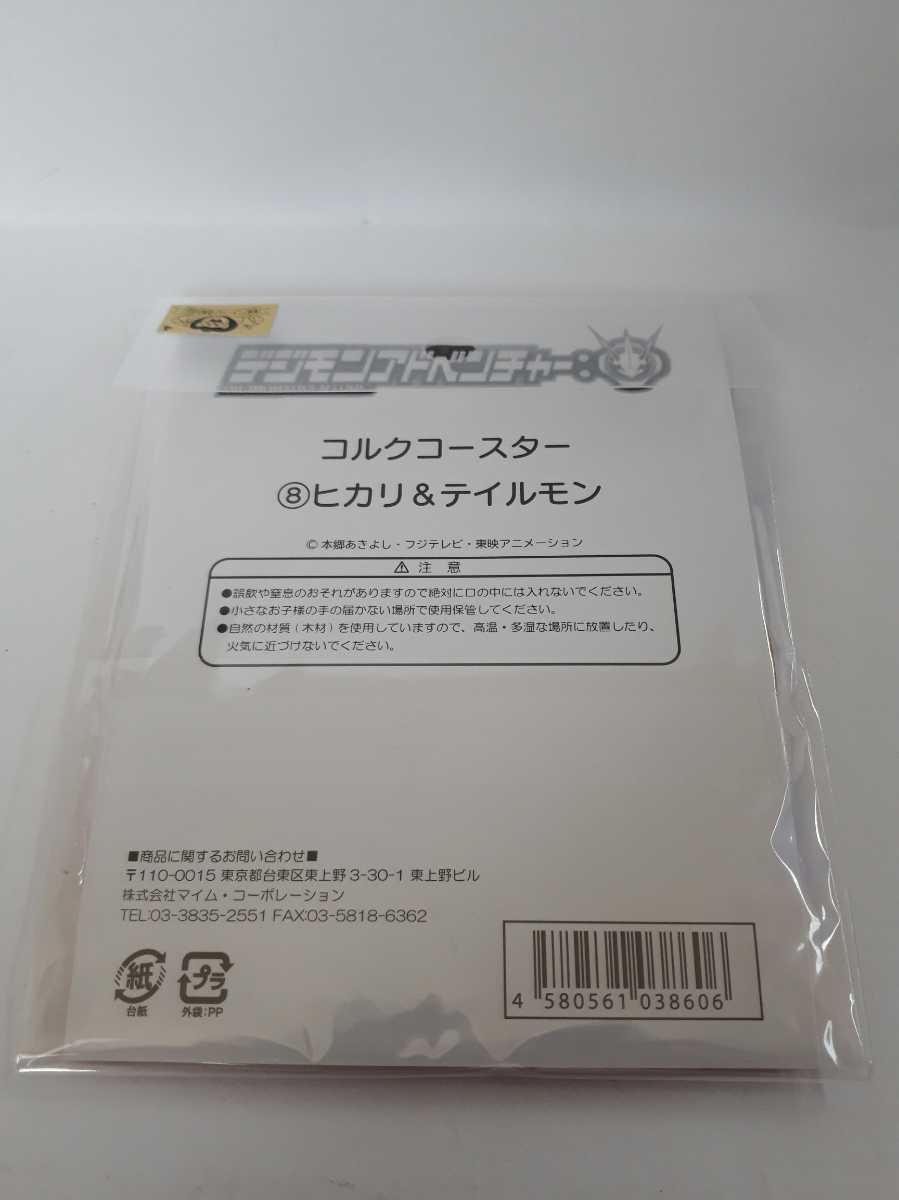 デジモンアドベンチャー:
コルクコースター
⑧ヒカリ＆テイルモン
© 本郷あきよし・フジテレビ・東映アニメーション
⚠ 注 意
●誤飲や窒息のおそれがありますので絶対に口の中には入れないでください。
●小さなお子様の手の届かない場所で使用保管してください。
●自然の材質（木材）を使用していますので、高温・多湿な場所に放置したり、
火気に近づけないでください。
■商品に関するお問い合わせ■
〒110-0015 東京都台東区東上野 3-30-1 東上野ビル
株式会社マイム・コーポレーション
TEL:03-3835-2551 FAX:03-5818-6362
紙
台紙
プラ
外袋:PP
4 580561 038606